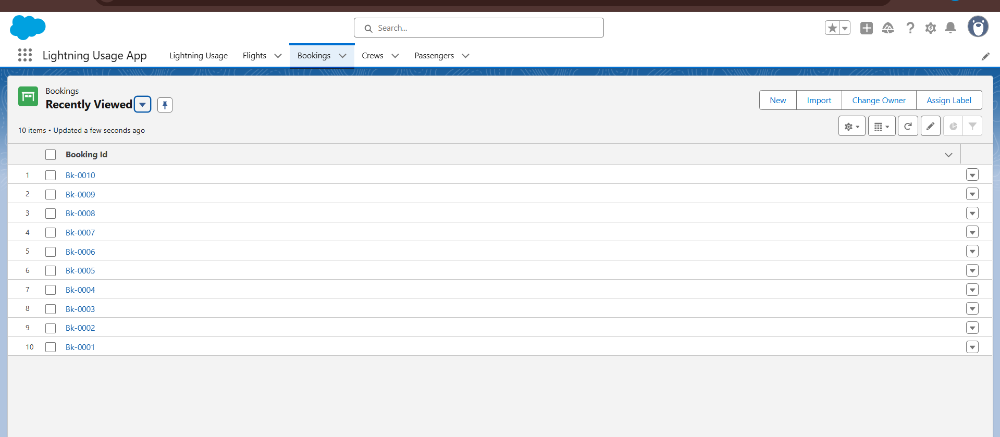 Search...
Lightning Usage App
Lightning Usage
Flights
Bookings
Crews
Passengers
Bookings
Recently Viewed
New
Import
Change Owner
Assign Label
10 items • Updated a few seconds ago
Booking Id
1 Bk-0010
2 Bk-0009
3 Bk-0008
4 Bk-0007
5 Bk-0006
6 Bk-0005
7 Bk-0004
8 Bk-0003
9 Bk-0002
10 Bk-0001